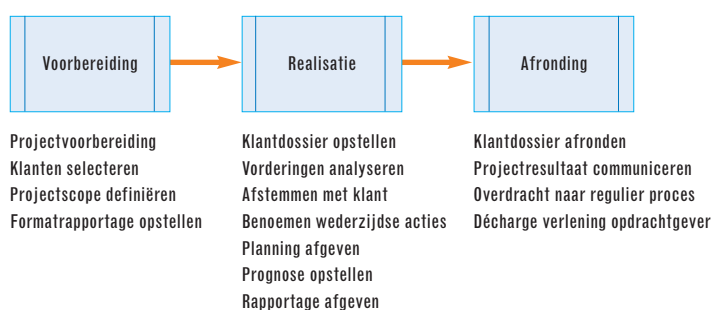 Voorbereiding
Realisatie
Afronding
Projectvoorbereiding
Klanten selecteren
Projectscope definiëren
Formatrapportage opstellen
Klantdossier opstellen
Vorderingen analyseren
Afstemmen met klant
Benoemen wederzijdse acties
Planning afgeven
Prognose opstellen
Rapportage afgeven
Klantdossier afronden
Projectresultaat communiceren
Overdracht naar regulier proces
Décharge verlening opdrachtgever